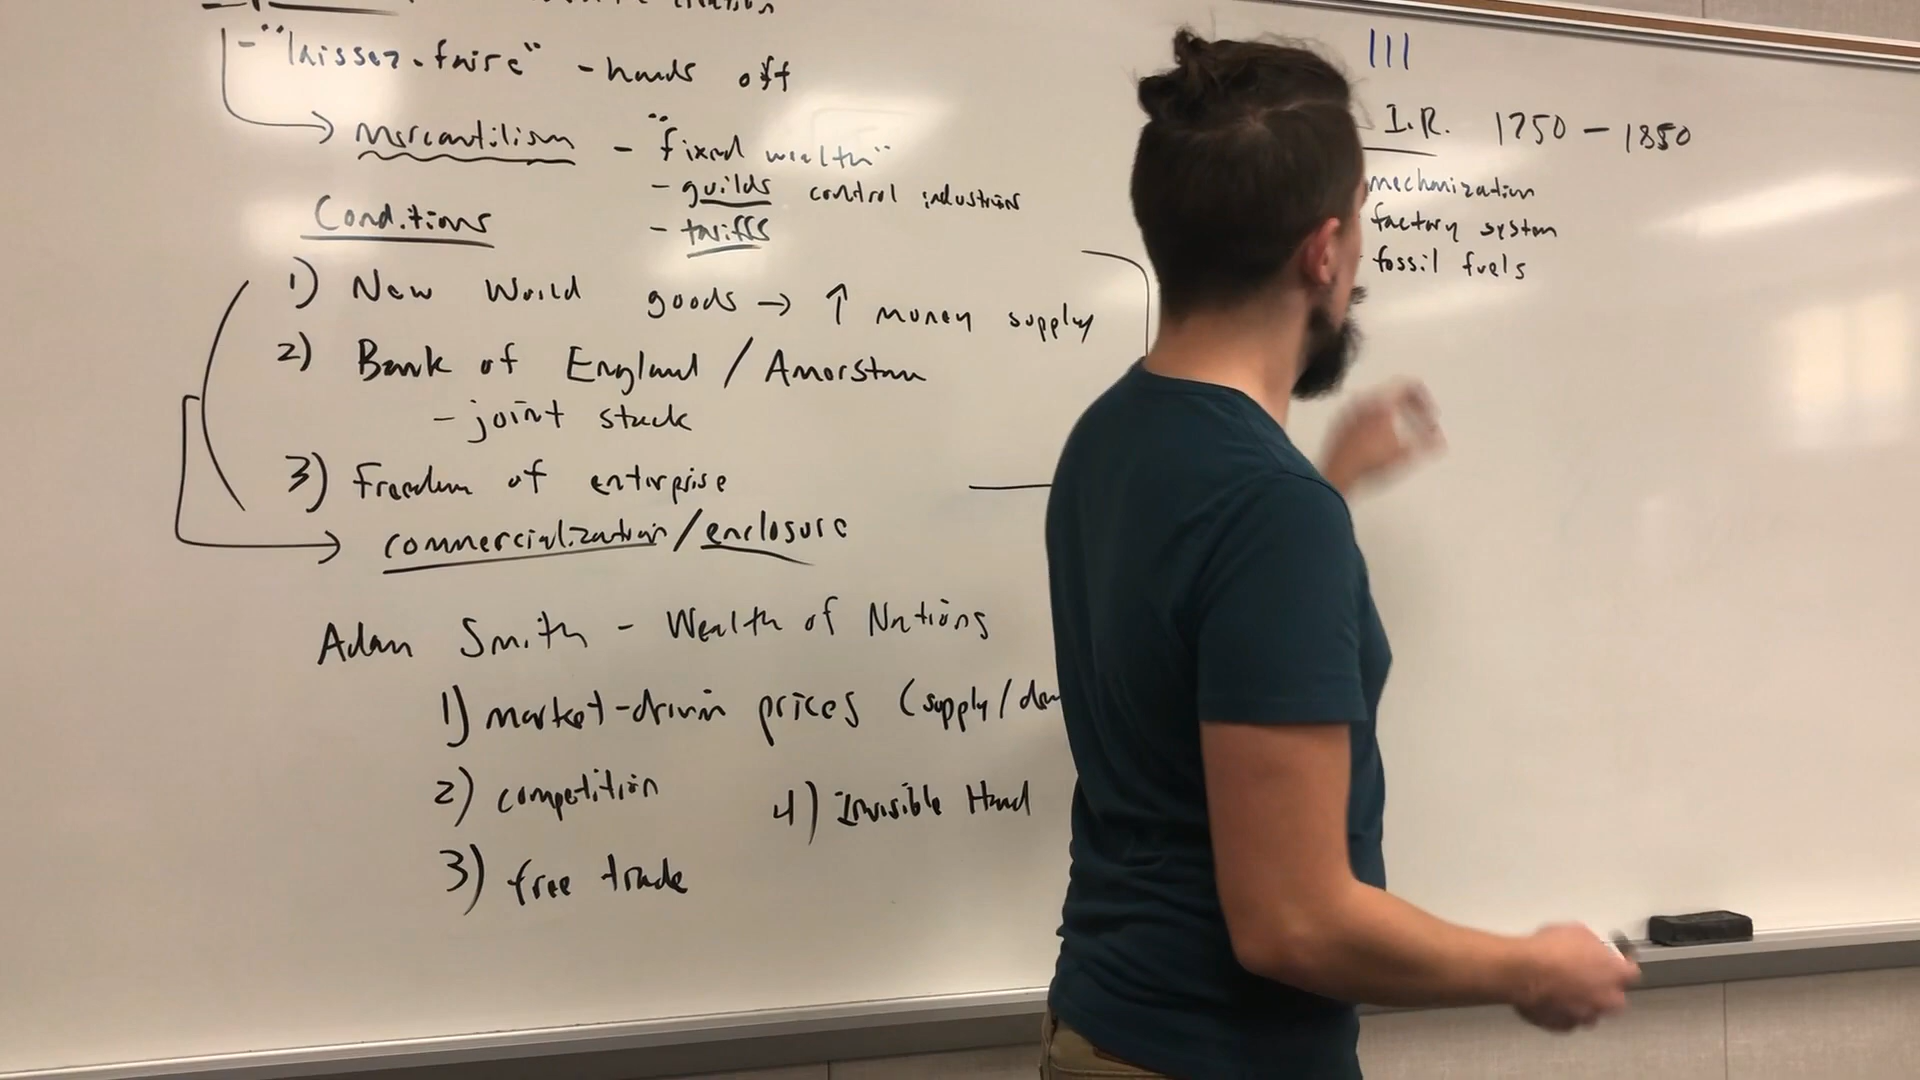 - "laissez-faire" - hands off
Mercantilism - "fixed wealth"
- guilds control industries
- tariffs
Conditions
1) New World goods → ↑ money supply
2) Bank of England / Amerstam
- joint stock
3) Freedom of enterprise
commercialization/enclosure
Adam Smith - Wealth of Nations
1) market-driven prices (supply/dem
2) competition
3) free trade
4) Invisible Hand
III
I.R. 1750 - 1850
mechanization
factory system
fossil fuels